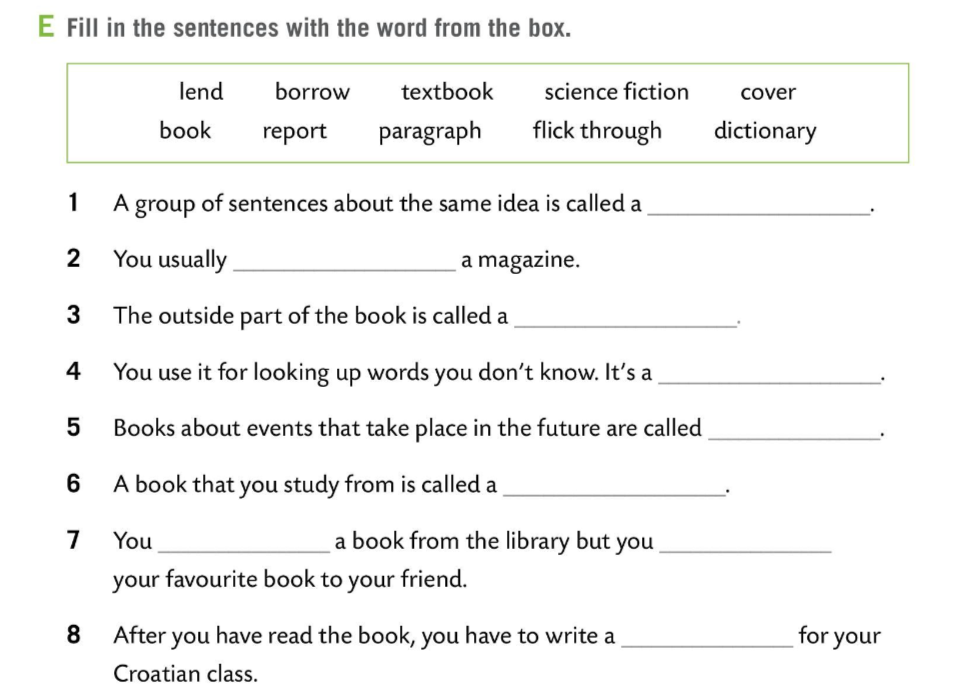 E Fill in the sentences with the word from the box.
lend borrow textbook science fiction cover
book report paragraph flick through dictionary
1 A group of sentences about the same idea is called a ____________________.
2 You usually ____________________ a magazine.
3 The outside part of the book is called a ____________________.
4 You use it for looking up words you don't know. It's a ____________________.
5 Books about events that take place in the future are called ________________.
6 A book that you study from is called a ____________________.
7 You ________________ a book from the library but you ________________
your favourite book to your friend.
8 After you have read the book, you have to write a ________________ for your
Croatian class.